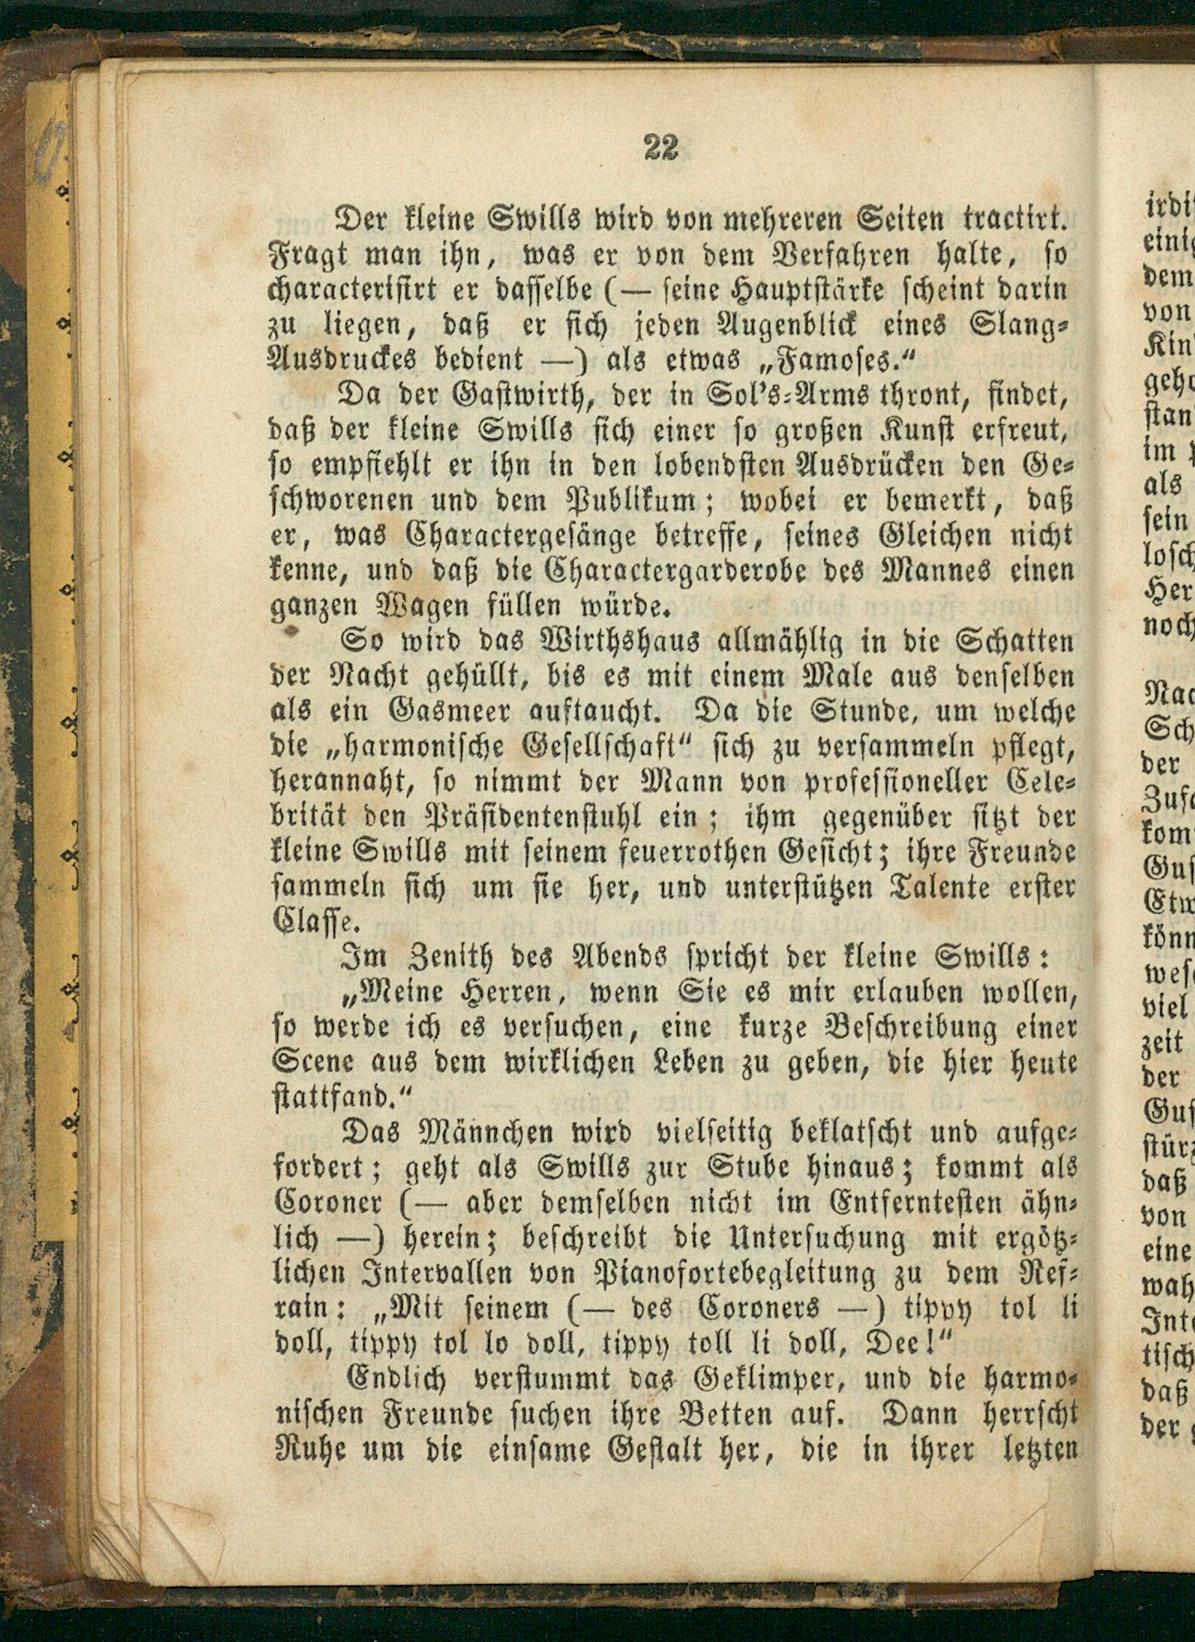 22
Der kleine Swills wird von mehreren Seiten tractirt.
Fragt man ihn, was er von dem Verfahren halte, so
characterisirt er dasselbe (— seine Hauptstärke scheint darin
zu liegen, daß er sich jeden Augenblick eines Slang-
Ausdruckes bedient —) als etwas „Famoses.“
Da der Gastwirth, der in Sol's-Arms thront, findet,
daß der kleine Swills sich einer so großen Kunst erfreut,
so empfiehlt er ihn in den lobendsten Ausdrücken den Ge-
schworenen und dem Publikum; wobei er bemerkt, daß
er, was Charactergesänge betreffe, seines Gleichen nicht
kenne, und daß die Charactergarderobe des Mannes einen
ganzen Wagen füllen würde.
So wird das Wirthshaus allmählig in die Schatten
der Nacht gehüllt, bis es mit einem Male aus denselben
als ein Gasmeer auftaucht. Da die Stunde, um welche
die „harmonische Gesellschaft“ sich zu versammeln pflegt,
herannaht, so nimmt der Mann von professioneller Cele-
brität den Präsidentenstuhl ein; ihm gegenüber sitzt der
kleine Swills mit seinem feuerrothen Gesicht; ihre Freunde
sammeln sich um sie her, und unterstützen Talente erster
Classe.
Im Zenith des Abends spricht der kleine Swills:
„Meine Herren, wenn Sie es mir erlauben wollen,
so werde ich es versuchen, eine kurze Beschreibung einer
Scene aus dem wirklichen Leben zu geben, die hier heute
stattfand.“
Das Männchen wird vielseitig beklatscht und aufge-
fordert; geht als Swills zur Stube hinaus; kommt als
Coroner (— aber demselben nicht im Entferntesten ähn-
lich —) herein; beschreibt die Untersuchung mit ergötz-
lichen Intervallen von Pianofortebegleitung zu dem Ref-
rain: „Mit seinem (— des Coroners —) tippy tol li
doll, tippy tol lo doll, tippy toll li doll, Dee!“
Endlich verstummt das Geklimper, und die harmo-
nischen Freunde suchen ihre Betten auf. Dann herrscht
Ruhe um die einsame Gestalt her, die in ihrer letzten